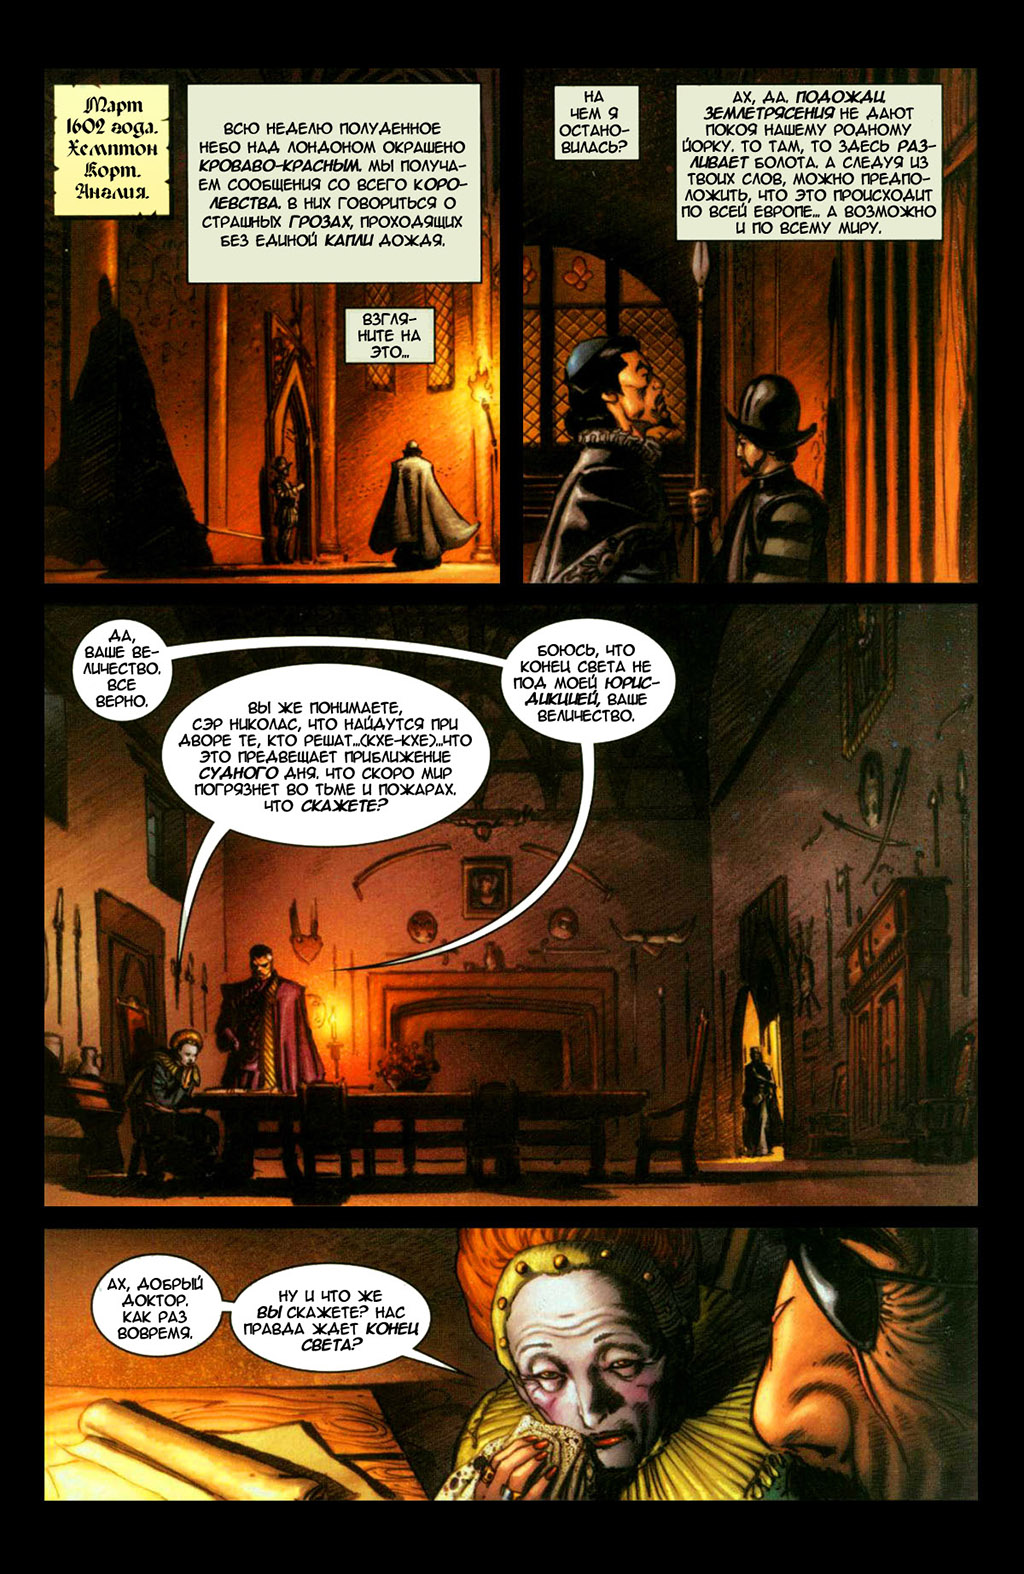 Март
1602 года.
Хемптон
Корт.
Англия.
ВСЮ НЕДЕЛЮ ПОЛУДЕННОЕ
НЕБО НАД ЛОНДОНОМ ОКРАШЕНО
КРОВАВО-КРАСНЫМ. МЫ ПОЛУЧА-
ЕМ СООБЩЕНИЯ СО ВСЕГО КОРО-
ЛЕВСТВА. В НИХ ГОВОРИТЬСЯ О
СТРАШНЫХ ГРОЗАХ, ПРОХОДЯЩИХ
БЕЗ ЕДИНОЙ КАПЛИ ДОЖДЯ.
ВЗГЛЯ-
НИТЕ НА
ЭТО...
НА
ЧЕМ Я
ОСТАНО-
ВИЛАСЬ?
АХ, ДА. ПОДОЖДИ.
ЗЕМЛЕТРЯСЕНИЯ НЕ ДАЮТ
ПОКОЯ НАШЕМУ РОДНОМУ
ЙОРКУ. ТО ТАМ, ТО ЗДЕСЬ РАЗ-
ЛИВАЕТ БОЛОТА. А СЛЕДУЯ ИЗ
ТВОИХ СЛОВ, МОЖНО ПРЕДПО-
ЛОЖИТЬ, ЧТО ЭТО ПРОИСХОДИТ
ПО ВСЕЙ ЕВРОПЕ... А ВОЗМОЖНО
И ПО ВСЕМУ МИРУ.
ДА,
ВАШЕ ВЕ-
ЛИЧЕСТВО.
ВСЕ
ВЕРНО.
БОЮСЬ, ЧТО
КОНЕЦ СВЕТА НЕ
ПОД МОЕЙ ЮРИС-
ДИКЦИЕЙ, ВАШЕ
ВЕЛИЧЕСТВО.
ВЫ ЖЕ ПОНИМАЕТЕ,
СЭР НИКОЛАС, ЧТО НАЙДУТСЯ ПРИ
ДВОРЕ ТЕ, КТО РЕШАТ...(КХЕ-КХЕ)...ЧТО
ЭТО ПРЕДВЕЩАЕТ ПРИБЛИЖЕНИЕ
СУДНОГО ДНЯ. ЧТО СКОРО МИР
ПОГРЯЗНЕТ ВО ТЬМЕ И ПОЖАРАХ.
ЧТО СКАЖЕТЕ?
АХ, ДОБРЫЙ
ДОКТОР.
КАК РАЗ
ВОВРЕМЯ.
НУ И ЧТО ЖЕ
ВЫ СКАЖЕТЕ? НАС
ПРАВДА ЖДЕТ КОНЕЦ
СВЕТА?